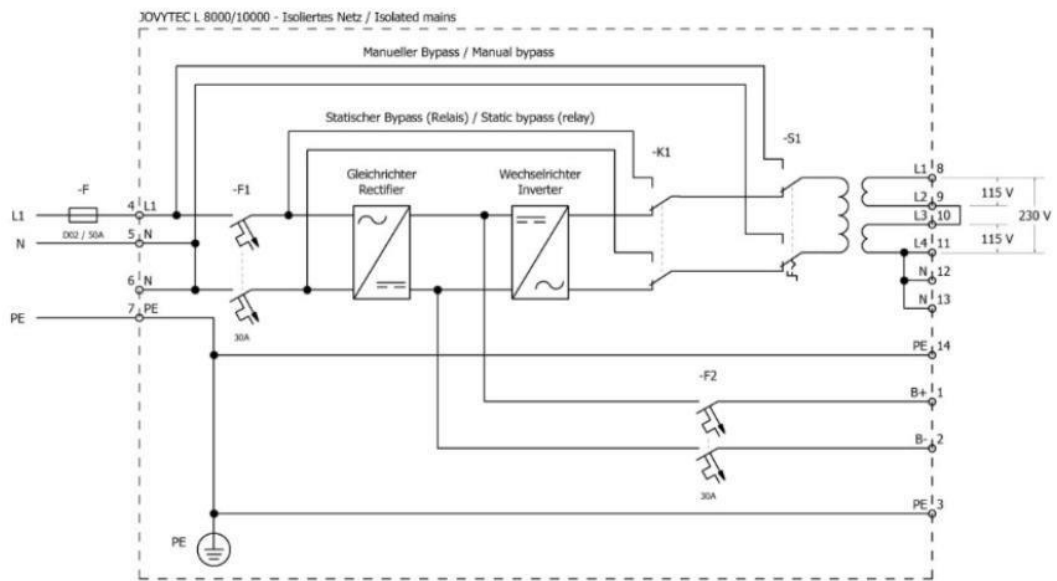 JOVYTEC L 8000/10000 - Isoliertes Netz / Isolated mains
Manueller Bypass / Manual bypass
Statischer Bypass (Relais) / Static bypass (relay)
-S1
-K1
Gleichrichter
Rectifier
Wechselrichter
Inverter
-F
-F1
L1
D02 / 50A
4 L1
N
5 N
6 N
30A
PE
7 PE
L1 8
115 V
L2 9
230 V
L3 10
115 V
L4 11
N 12
N 13
PE 14
-F2
B+ 1
B- 2
30A
PE 3
PE